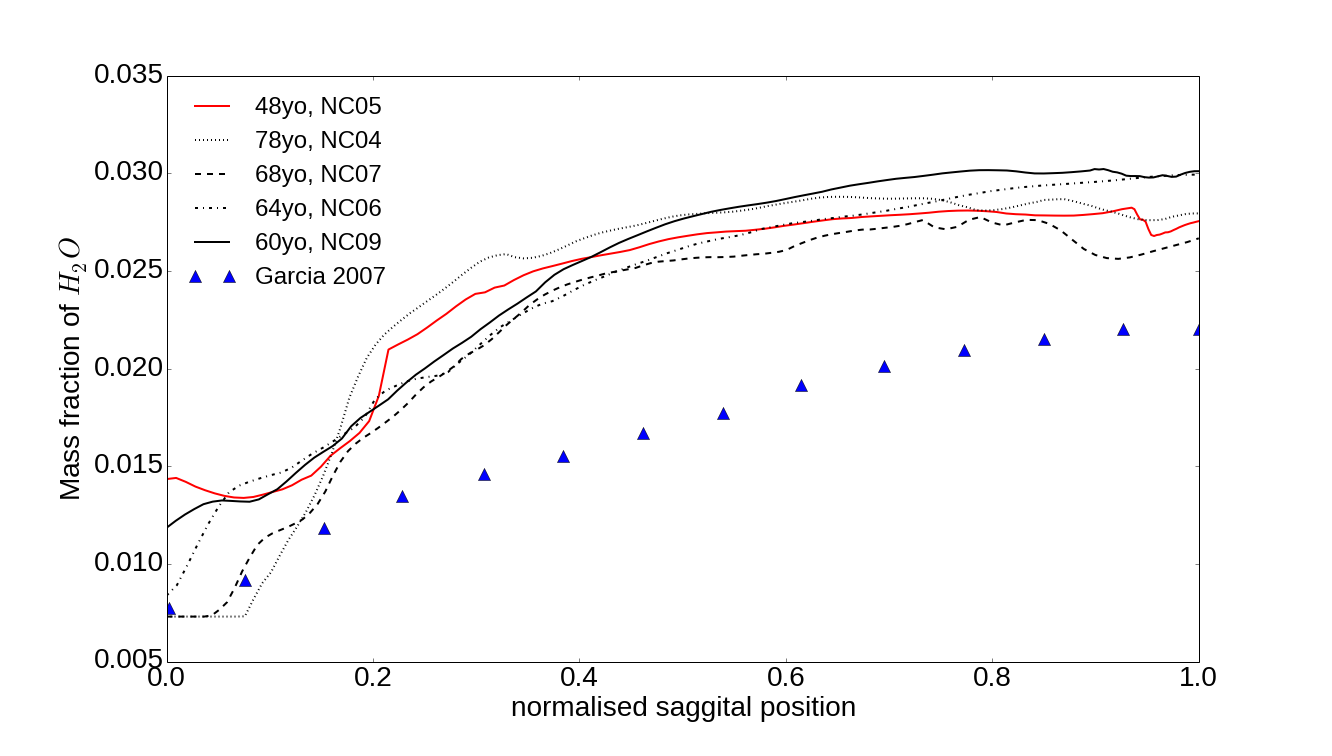 0.035
0.030
0.025
0.020
0.015
0.010
0.005
Mass fraction of H₂O
48yo, NC05
78yo, NC04
68yo, NC07
64yo, NC06
60yo, NC09
Garcia 2007
0.0 0.2 0.4 0.6 0.8 1.0
normalised saggital position